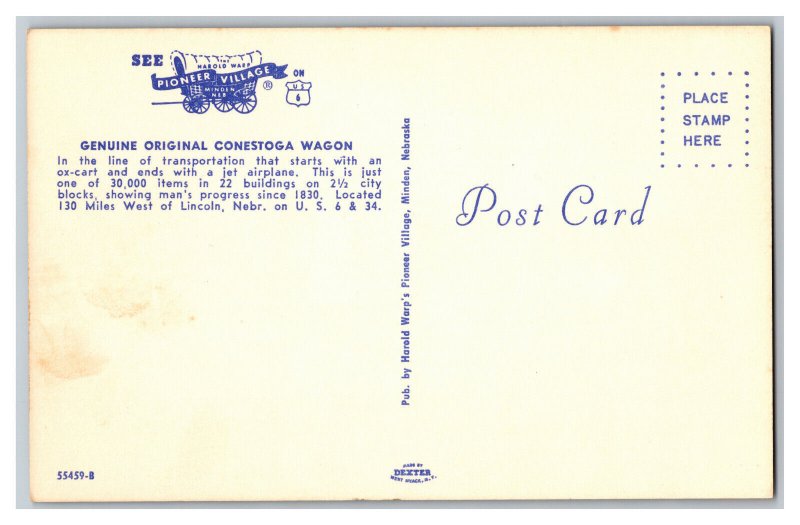 SEE
THE
HAROLD WARP
PIONEER VILLAGE
MINDEN
NEB
®
ON
US
6
GENUINE ORIGINAL CONESTOGA WAGON
In the line of transportation that starts with an
ox-cart and ends with a jet airplane. This is just
one of 30,000 items in 22 buildings on 2½ city
blocks, showing man's progress since 1830. Located
130 Miles West of Lincoln, Nebr. on U. S. 6 & 34.
55459-B
Pub. by Harold Warp's Pioneer Village, Minden, Nebraska
MADE BY
DEXTER
WEST NYACK, N.Y.
PLACE
STAMP
HERE
Post Card